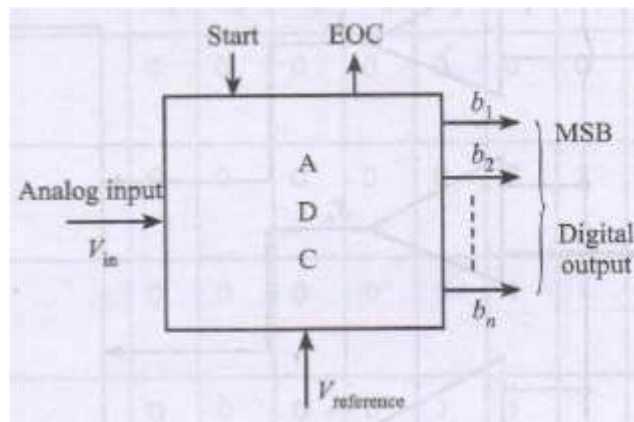 Start EOC
b1
MSB
A
Analog input
b2
D
Vin
C
Digital
output
bn
Vreference